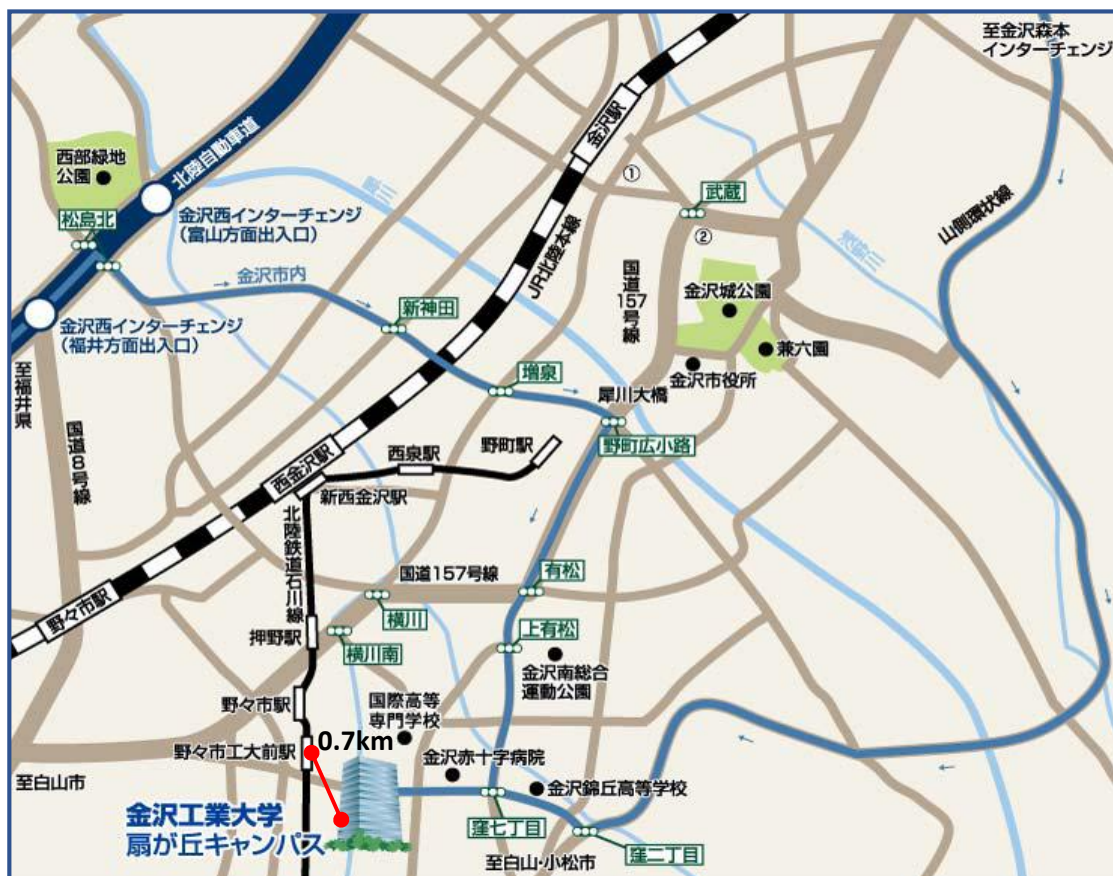 至金沢森本
インターチェンジ
金沢駅
北陸自動車道
西部緑地
公園
①
武蔵
山側環状線
松島北
金沢西インターチェンジ
(富山方面出入口)
②
JR北陸本線
→金沢市内
国道157号線
金沢城公園
新神田
金沢西インターチェンジ
(福井方面出入口)
兼六園
金沢市役所
至福井県
増泉
犀川大橋
国道8号線
野町広小路
野町駅
西泉駅
西金沢駅
新西金沢駅
北陸鉄道石川線
国道157号線
有松
野々市駅
横川
押野駅
横川南
上有松
金沢南総合
運動公園
国際高等
専門学校
野々市駅
0.7km
野々市工大前駅
金沢赤十字病院
至白山市
金沢錦丘高等学校
金沢工業大学
扇が丘キャンパス
窪七丁目
窪二丁目
至白山・小松市